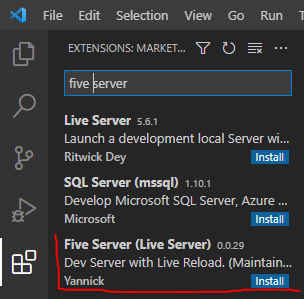 File Edit Selection View Go
EXTENSIONS: MARKET...
five server
Live Server 5.6.1
Launch a development local Server wi...
Ritwick Dey Install
SQL Server (mssql) 1.10.1
Develop Microsoft SQL Server, Azure ...
Microsoft Install
Five Server (Live Server) 0.0.29
Dev Server with Live Reload. (Maintain...
Yannick Install